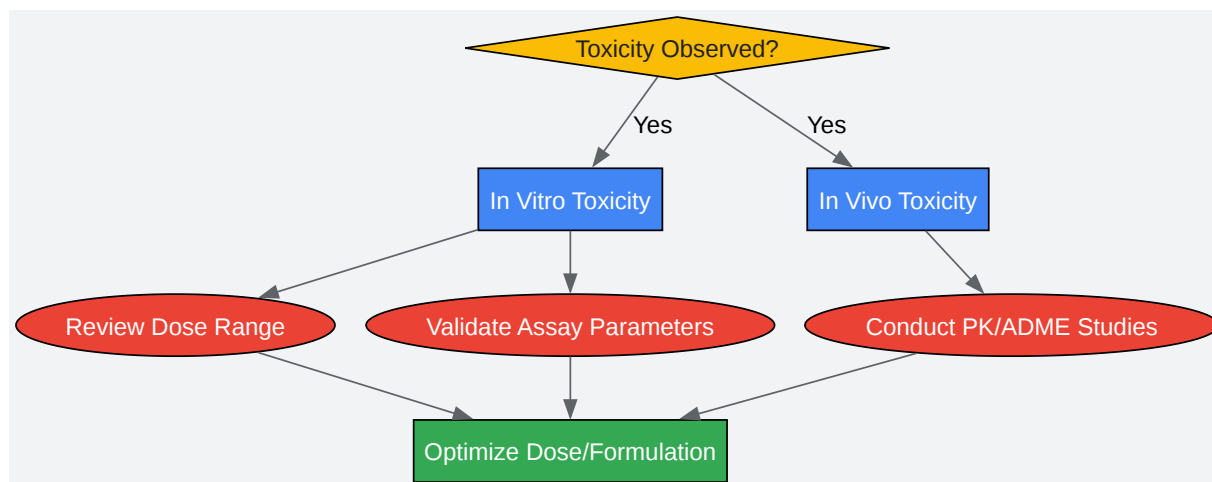 Toxicity Observed?
Yes
Yes
In Vitro Toxicity
In Vivo Toxicity
Review Dose Range
Validate Assay Parameters
Conduct PK/ADME Studies
Optimize Dose/Formulation